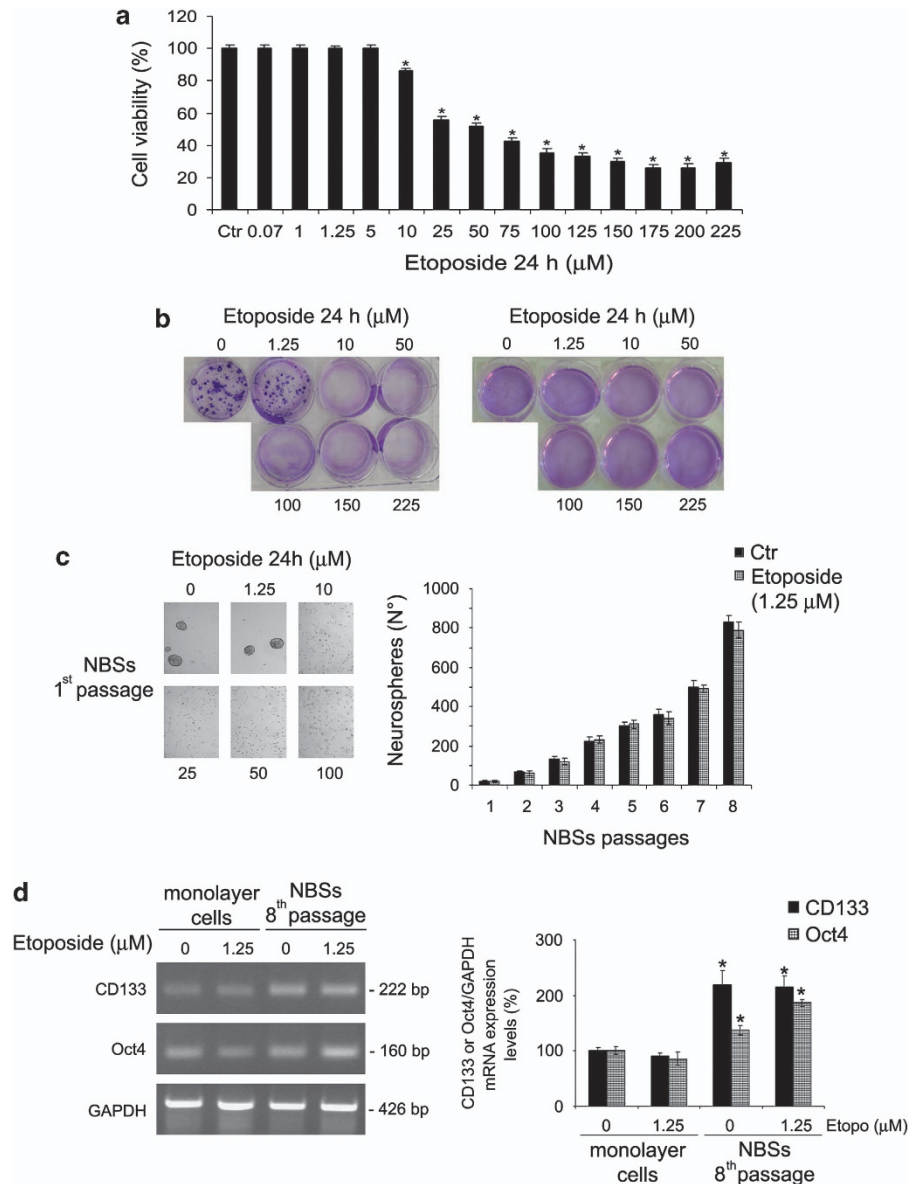 a
Cell viability (%)
120
100
80
60
40
20
0
* * * * * * * * * *
Ctr 0.07 1 1.25 5 10 25 50 75 100 125 150 175 200 225
Etoposide 24 h (μM)
b
Etoposide 24 h (μM)
0 1.25 10 50
100 150 225
Etoposide 24 h (μM)
0 1.25 10 50
100 150 225
c
Etoposide 24h (μM)
0 1.25 10
NBSs
1st passage
25 50 100
Ctr
Etoposide
(1.25 μM)
Neurospheres (N°)
1000
800
600
400
200
0
1 2 3 4 5 6 7 8
NBSs passages
d
monolayer
cells
NBSs
8th passage
Etoposide (μM) 0 1.25 0 1.25
CD133 - 222 bp
Oct4 - 160 bp
GAPDH - 426 bp
CD133
Oct4
CD133 or Oct4/GAPDH
mRNA expression
levels (%)
300
200
100
0
* * * *
0 1.25 0 1.25 Etopo (μM)
monolayer
cells
NBSs
8th passage